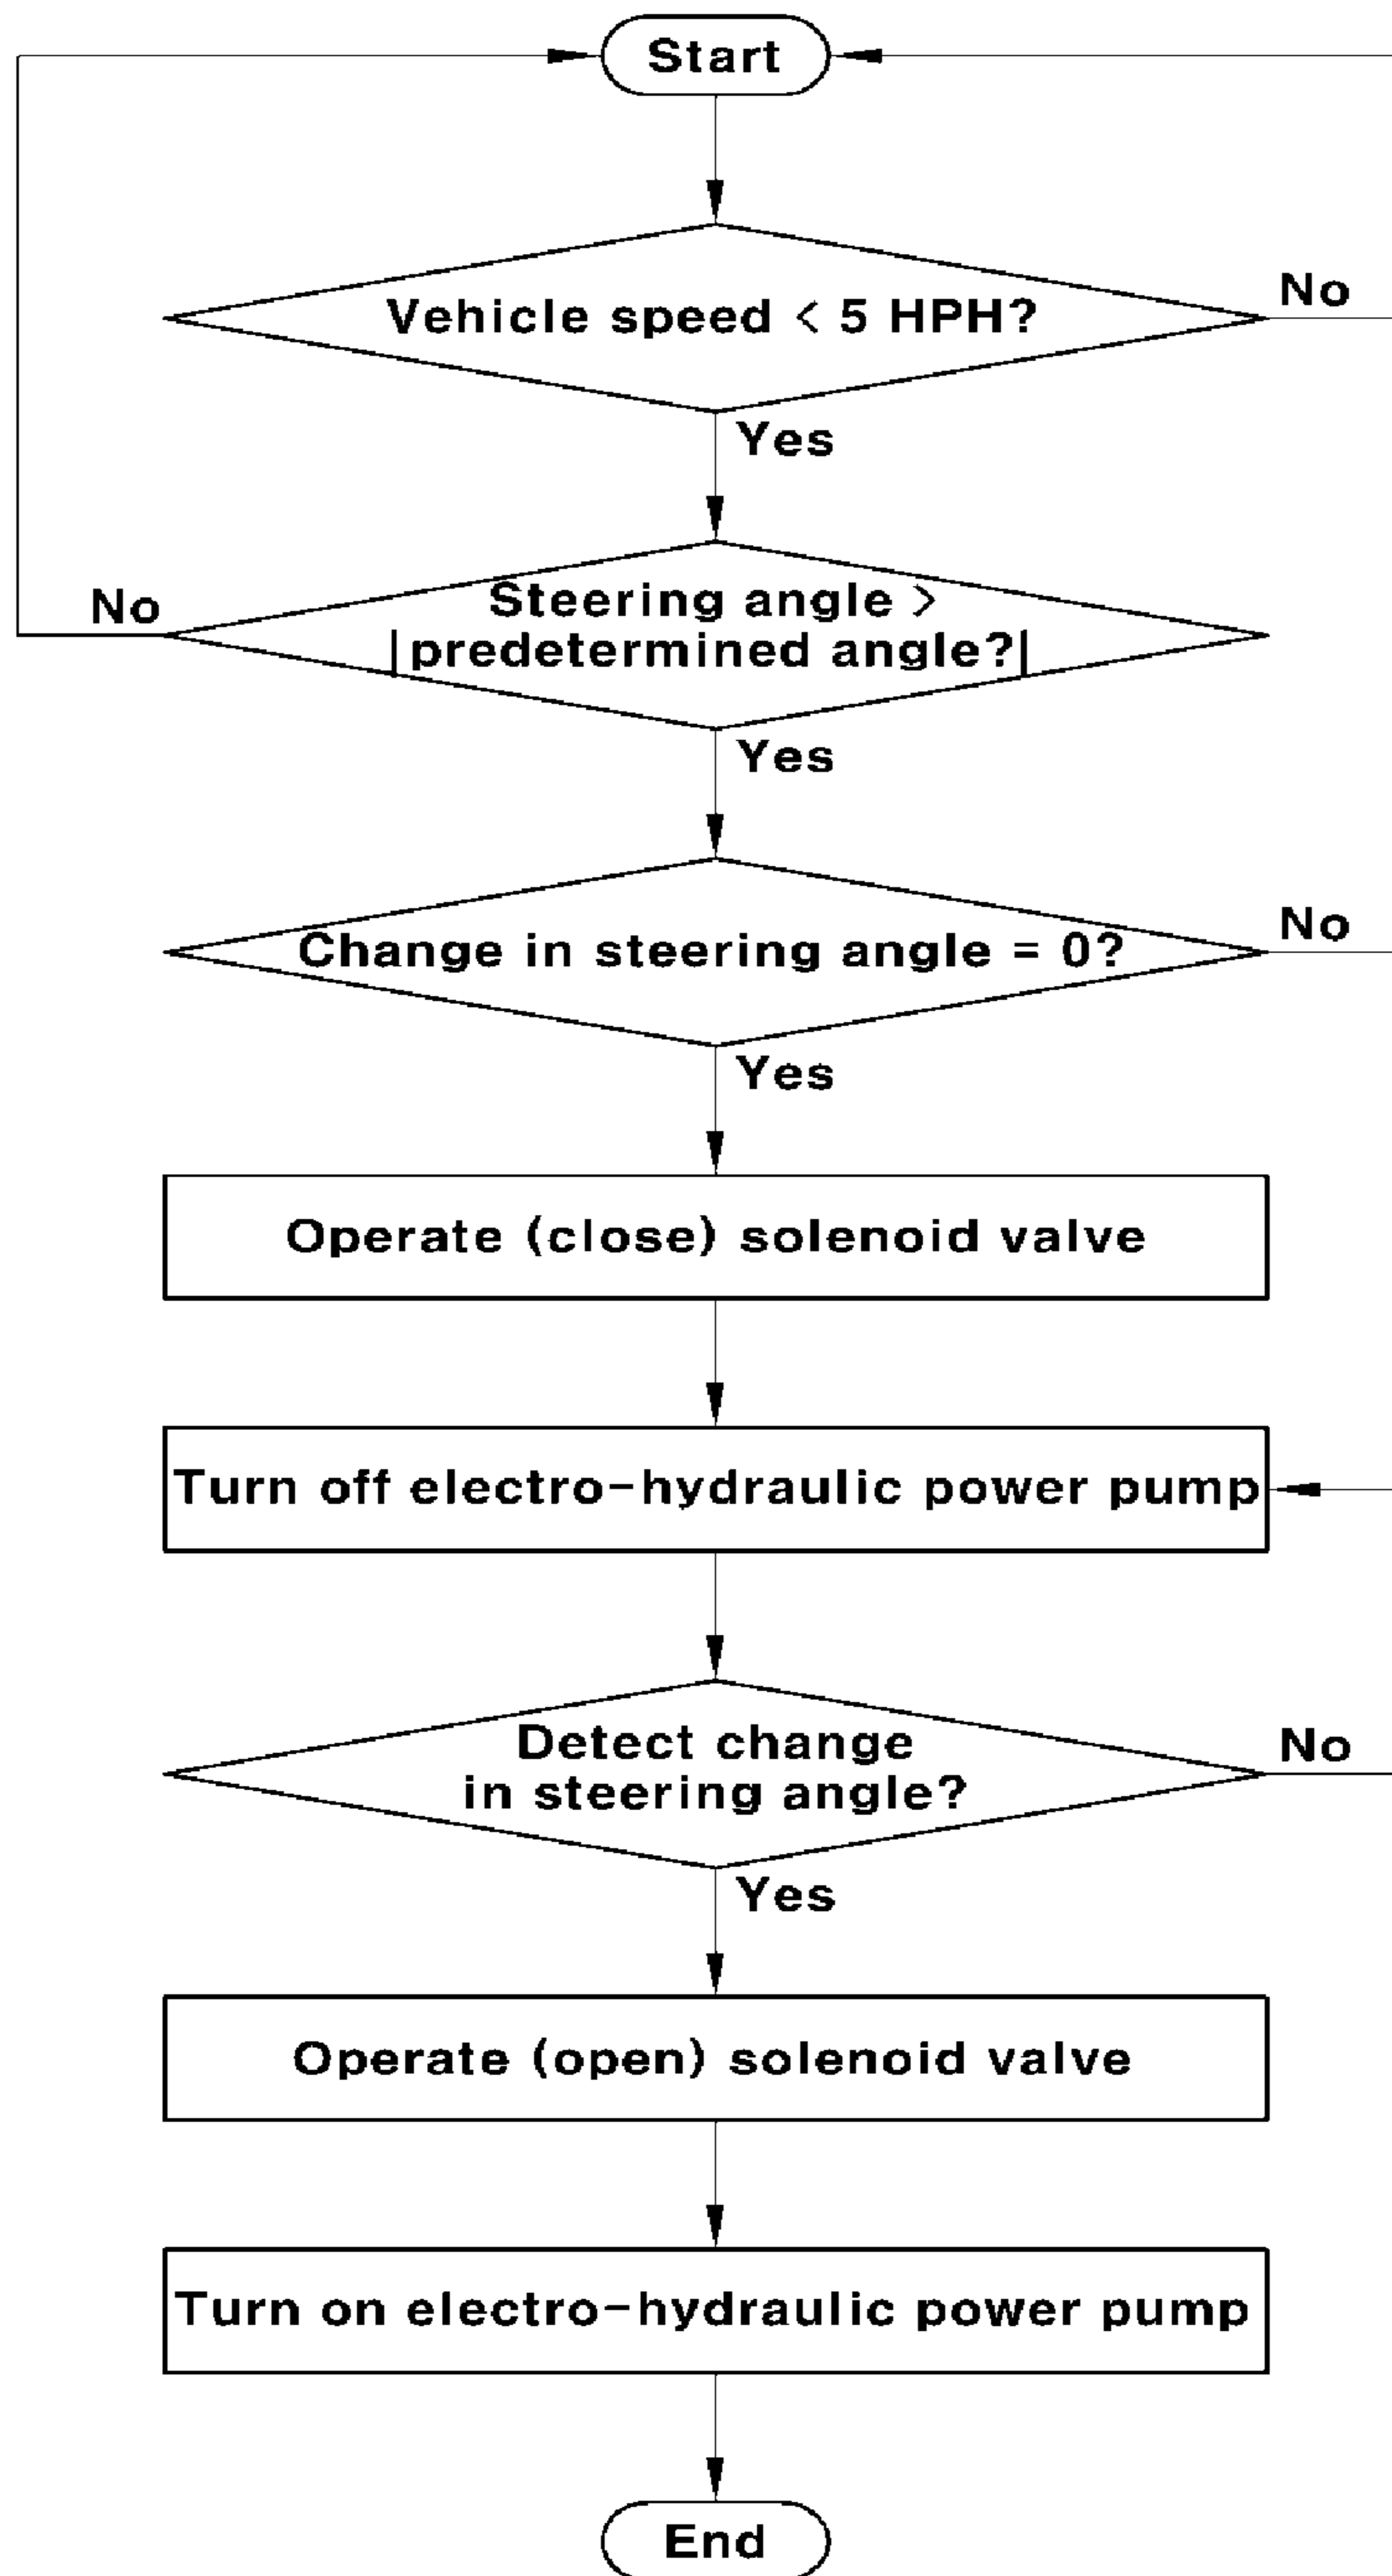 Start
Vehicle speed < 5 HPH?
No
Yes
Steering angle >
|predetermined angle?|
No
Yes
Change in steering angle = 0?
No
Yes
Operate (close) solenoid valve
Turn off electro-hydraulic power pump
Detect change
in steering angle?
No
Yes
Operate (open) solenoid valve
Turn on electro-hydraulic power pump
End